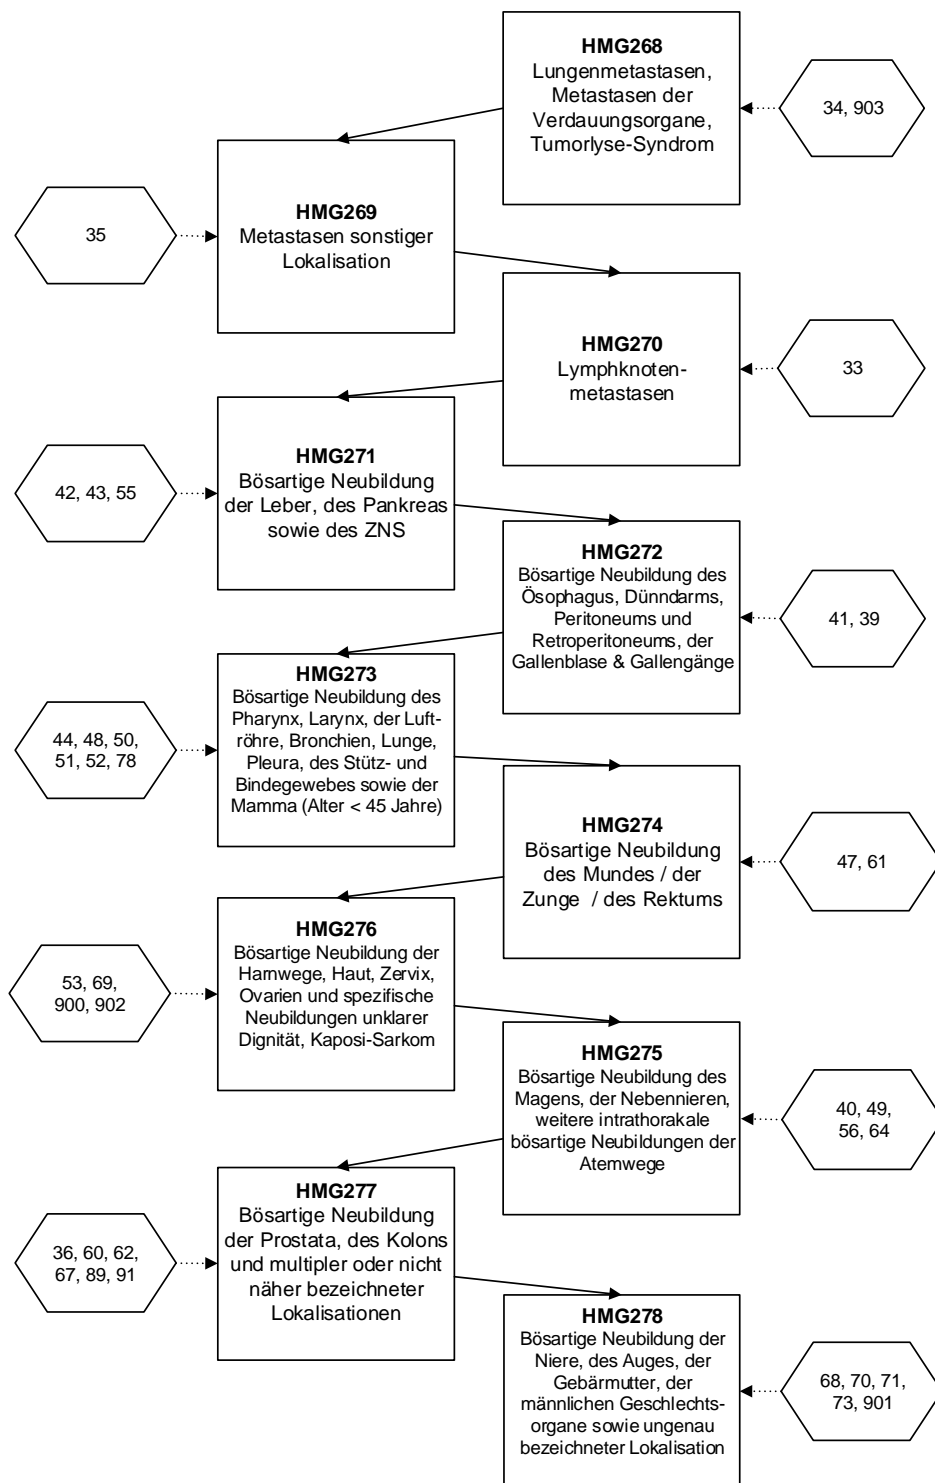 HMG268
Lungenmetastasen,
Metastasen der
Verdauungsorgane,
Tumorlyse-Syndrom
34, 903
HMG269
Metastasen sonstiger
Lokalisation
35
HMG270
Lymphknoten-
metastasen
33
HMG271
Bösartige Neubildung
der Leber, des Pankreas
sowie des ZNS
42, 43, 55
HMG272
Bösartige Neubildung des
Ösophagus, Dünndarms,
Peritoneums und
Retroperitoneums, der
Gallenblase & Gallengänge
41, 39
HMG273
Bösartige Neubildung des
Pharynx, Larynx, der Luft-
röhre, Bronchien, Lunge,
Pleura, des Stütz- und
Bindegewebes sowie der
Mamma (Alter < 45 Jahre)
44, 48, 50,
51, 52, 78
HMG274
Bösartige Neubildung
des Mundes / der
Zunge / des Rektums
47, 61
HMG276
Bösartige Neubildung der
Harnwege, Haut, Zervix,
Ovarien und spezifische
Neubildungen unklarer
Dignität, Kaposi-Sarkom
53, 69,
900, 902
HMG275
Bösartige Neubildung des
Magens, der Nebennieren,
weitere intrathorakale
bösartige Neubildungen der
Atemwege
40, 49,
56, 64
HMG277
Bösartige Neubildung
der Prostata, des Kolons
und multipler oder nicht
näher bezeichneter
Lokalisationen
36, 60, 62,
67, 89, 91
HMG278
Bösartige Neubildung der
Niere, des Auges, der
Gebärmutter, der
männlichen Geschlechts-
organe sowie ungenau
bezeichneter Lokalisation
68, 70, 71,
73, 901